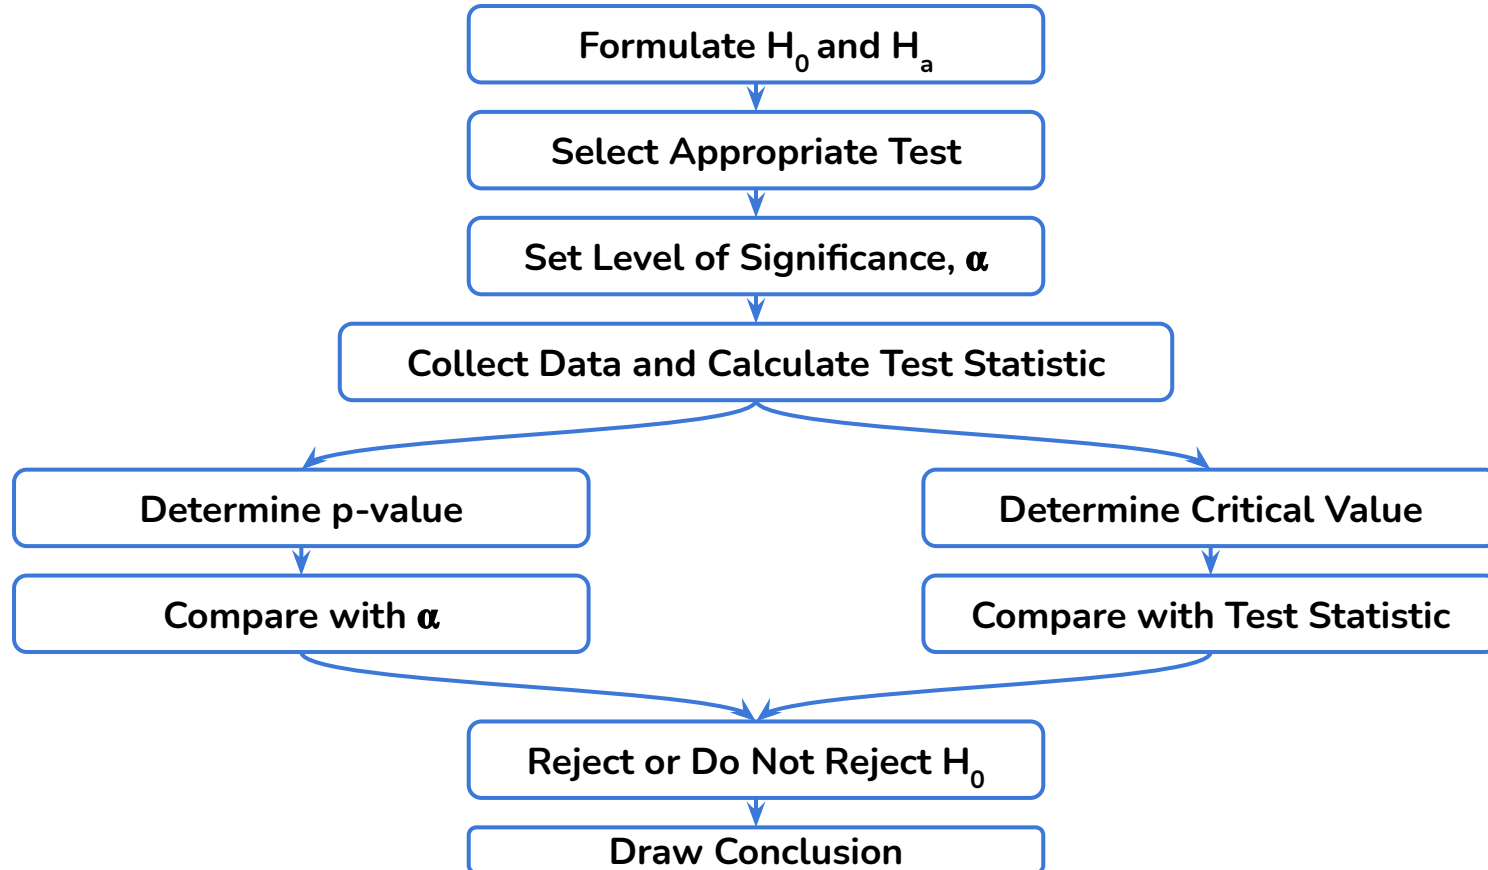 Formulate H₀ and Hₐ
Select Appropriate Test
Set Level of Significance, α
Collect Data and Calculate Test Statistic
Determine p-value
Determine Critical Value
Compare with α
Compare with Test Statistic
Reject or Do Not Reject H₀
Draw Conclusion